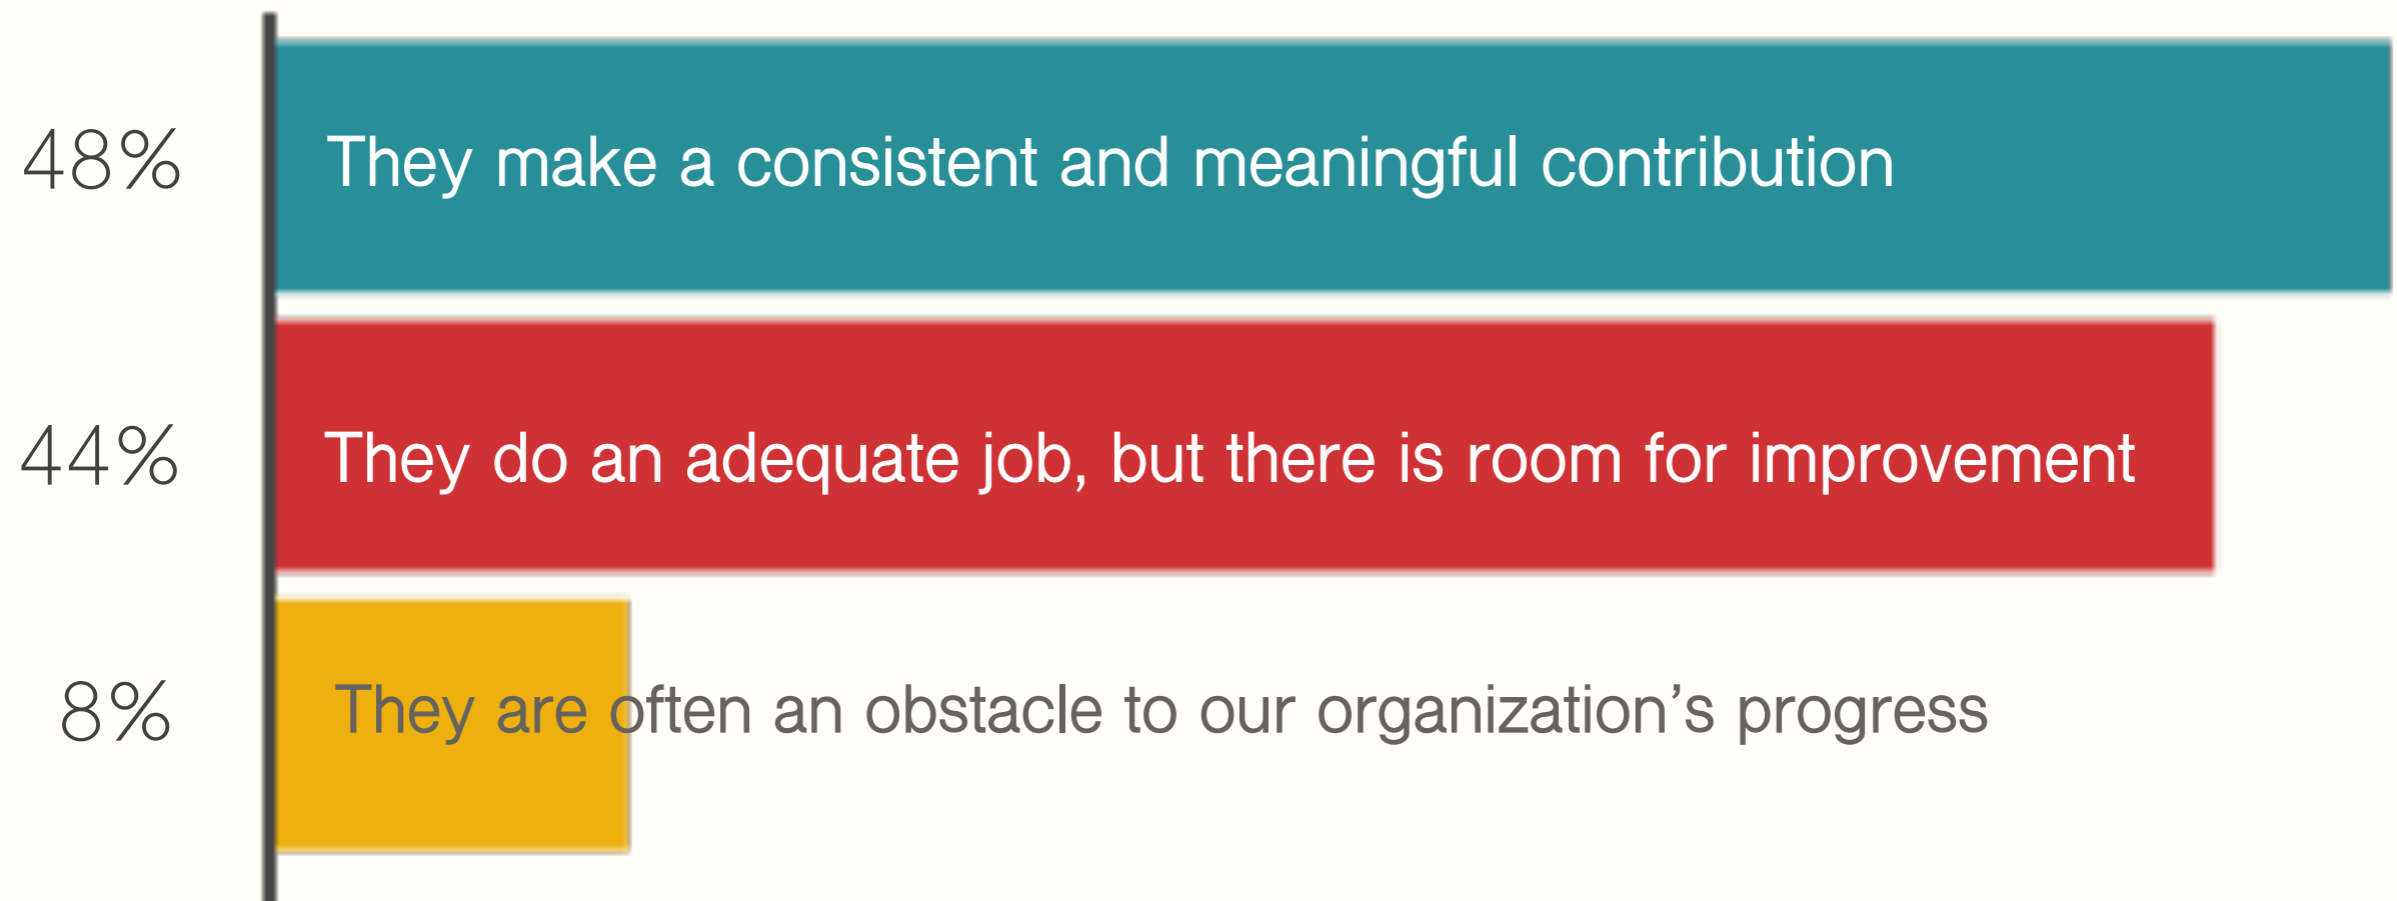 48% They make a consistent and meaningful contribution
44% They do an adequate job, but there is room for improvement
8% They are often an obstacle to our organization’s progress